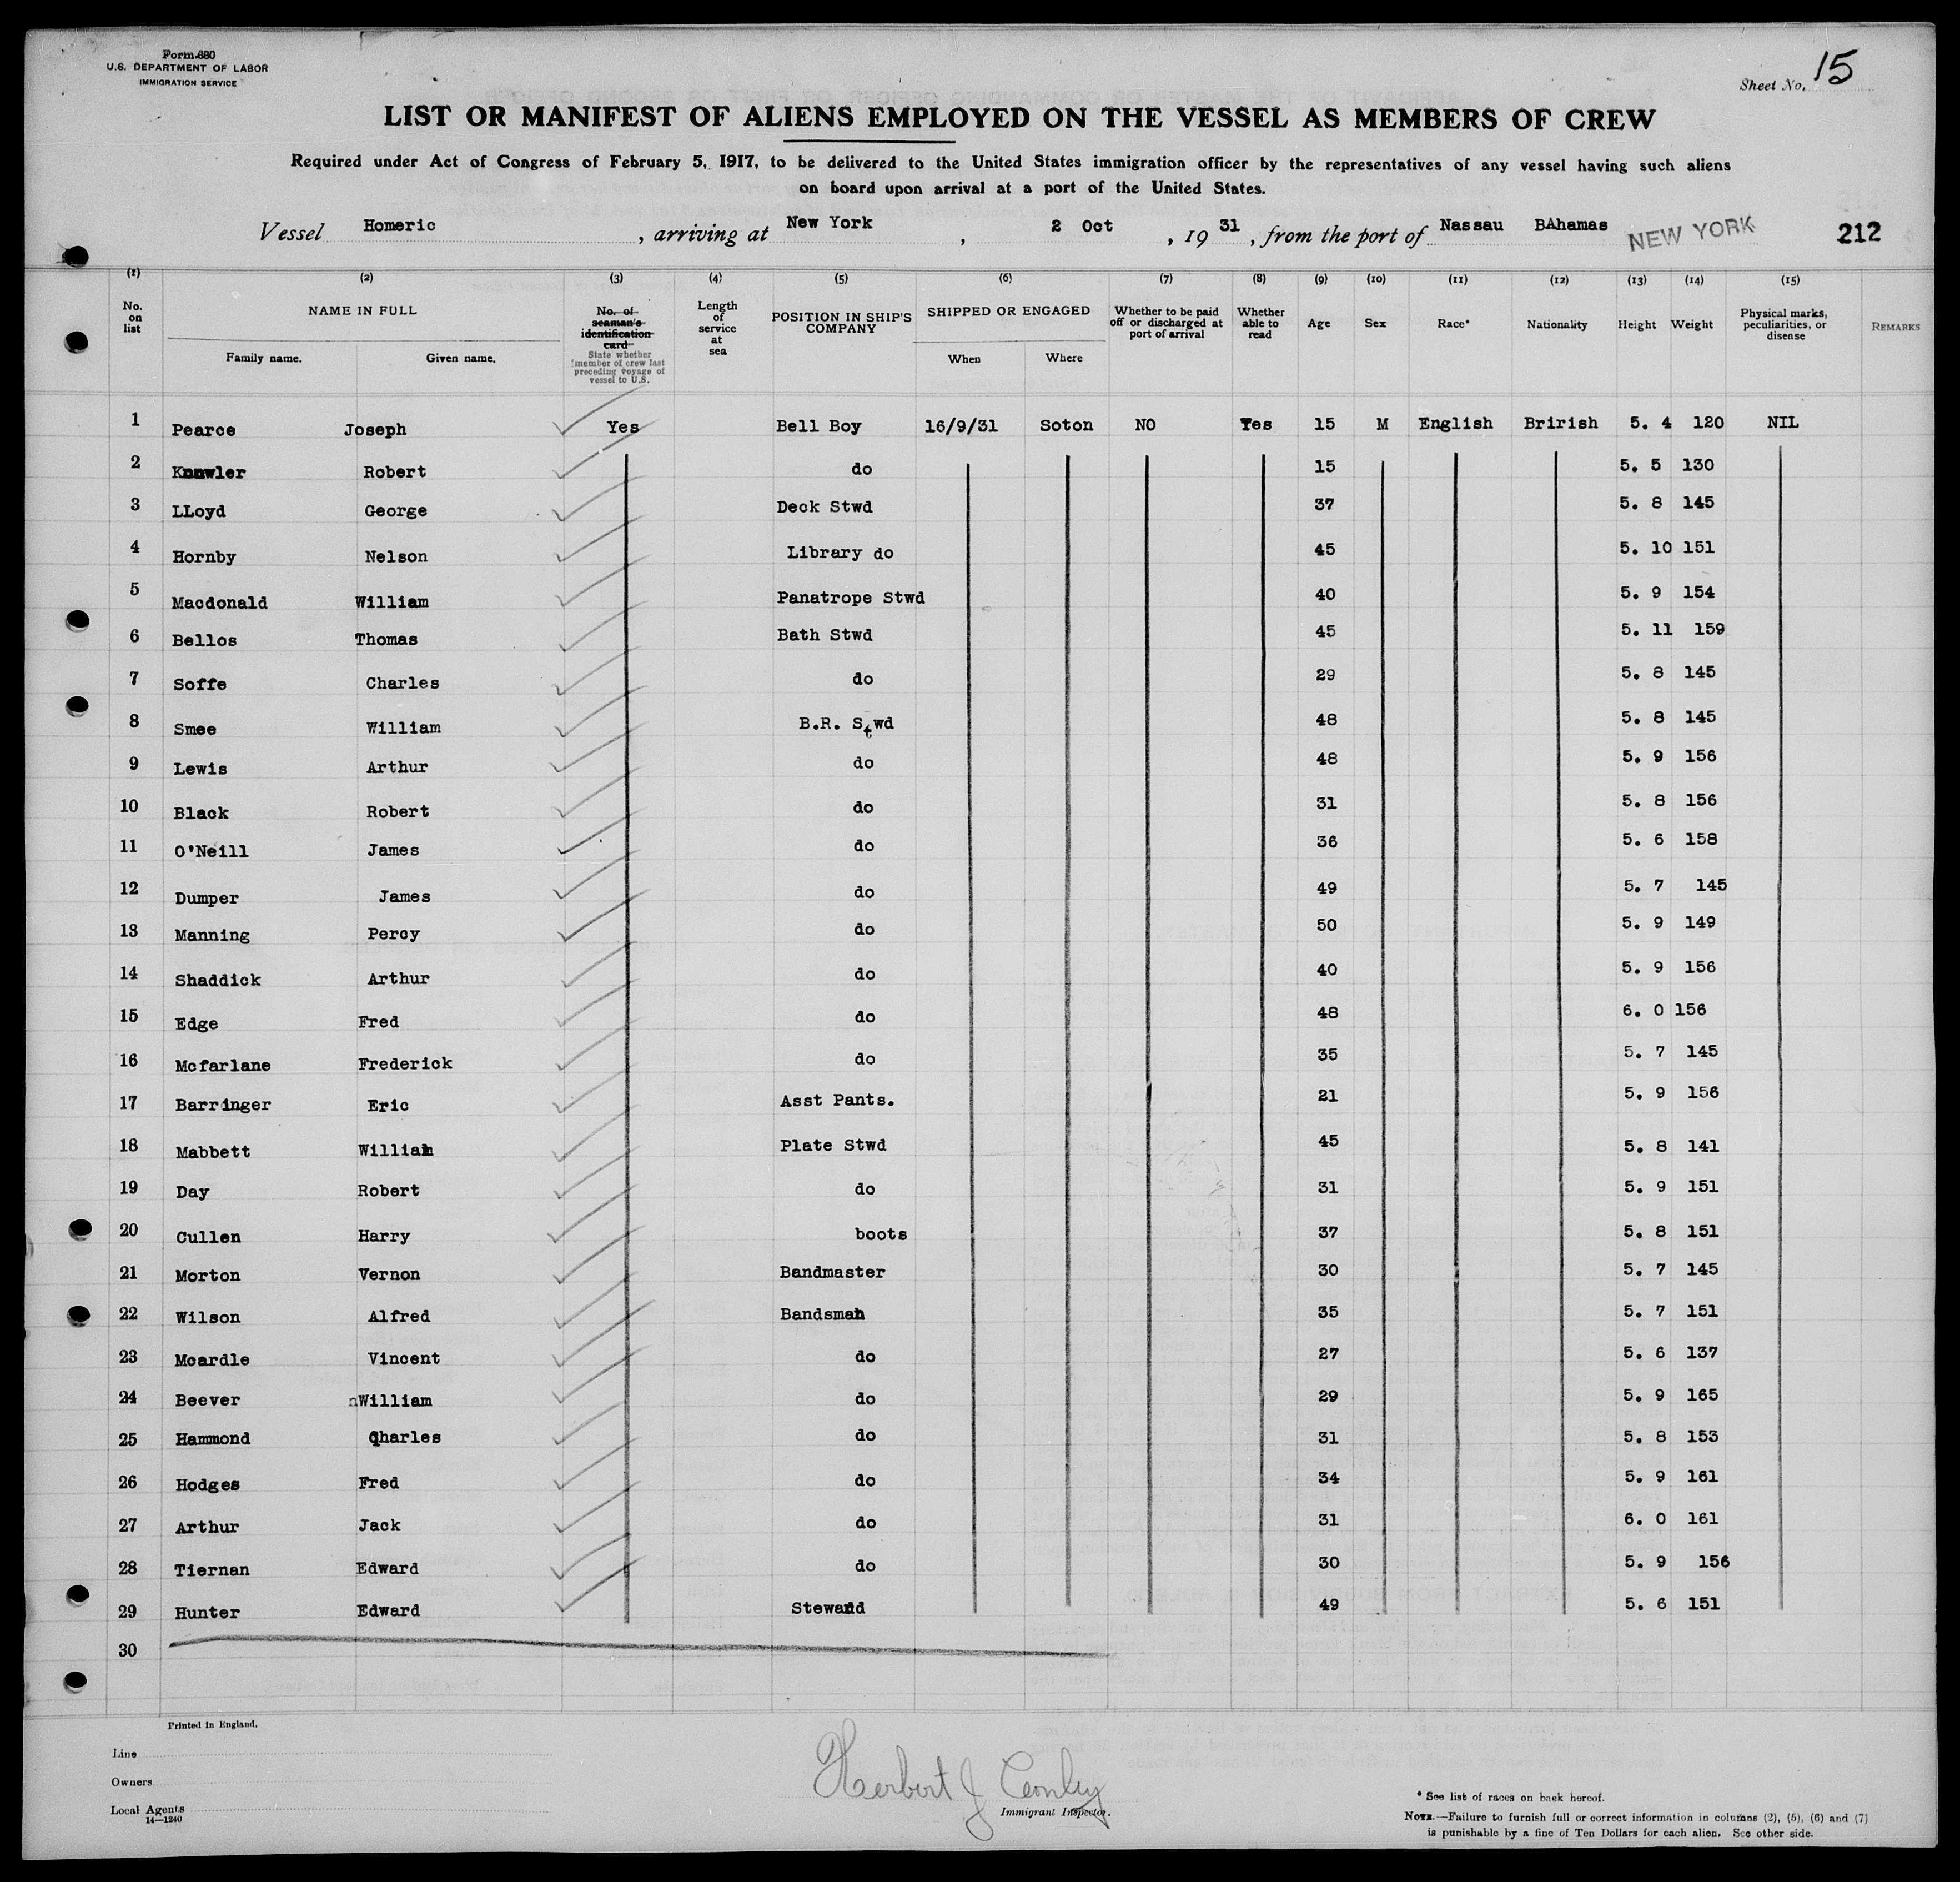 Form 680
U.S. DEPARTMENT OF LABOR
IMMIGRATION SERVICE
Sheet No. 15
LIST OR MANIFEST OF ALIENS EMPLOYED ON THE VESSEL AS MEMBERS OF CREW
Required under Act of Congress of February 5, 1917, to be delivered to the United States immigration officer by the representatives of any vessel having such aliens
on board upon arrival at a port of the United States.
Vessel Homeric, arriving at New York, 2 Oct, 19 31, from the port of Nassau BAhamas NEW YORK 212
(1) (2) (3) (4) (5) (6) (7) (8) (9) (10) (11) (12) (13) (14) (15)
No. on list NAME IN FULL Family name. Given name. No. of seaman's identification card State whether member of crew last preceding voyage of vessel to U.S. Length of service at sea POSITION IN SHIP'S COMPANY SHIPPED OR ENGAGED When Where Whether to be paid off or discharged at port of arrival Whether able to read Age Sex Race* Nationality Height Weight Physical marks, peculiarities, or disease REMARKS
1 Pearce Joseph Yes Bell Boy 16/9/31 Soton NO Yes 15 M English Brirish 5. 4 120 NIL
2 Robert do 15 5. 5 130
3 LLoyd George Deck Stwd 37 5. 8 145
4 Hornby Nelson Library do 45 5. 10 151
5 Macdonald William Panatrope Stwd 40 5. 9 154
6 Bellos Thomas Bath Stwd 45 5. 11 159
7 Soffe Charles do 29 5. 8 145
8 Smee William B.R. Stwd 48 5. 8 145
9 Lewis Arthur do 48 5. 9 156
10 Black Robert do 31 5. 8 156
11 O'Neill James do 36 5. 6 158
12 Dumper James do 49 5. 7 145
13 Manning Percy do 50 5. 9 149
14 Shaddick Arthur do 40 5. 9 156
15 Edge Fred do 48 6. 0 156
16 Mcfarlane Frederick do 35 5. 7 145
17 Barringer Eric Asst Pants. 21 5. 9 156
18 Mabbett William Plate Stwd 45 5. 8 141
19 Day Robert do 31 5. 9 151
20 Cullen Harry boots 37 5. 8 151
21 Morton Vernon Bandmaster 30 5. 7 145
22 Wilson Alfred Bandsman 35 5. 7 151
23 Mcardle Vincent do 27 5. 6 137
24 Beever nWilliam do 29 5. 9 165
25 Hammond Charles do 31 5. 8 153
26 Hodges Fred do 34 5. 9 161
27 Arthur Jack do 31 6. 0 161
28 Tiernan Edward do 30 5. 9 156
29 Hunter Edward Steward 49 5. 6 151
30
Printed in England.
Line
Owners
Local Agents
14—1240
Herbert J Conley
Immigrant Inspector.
* See list of races on back hereof.
NOTE.—Failure to furnish full or correct information in columns (2), (5), (6) and (7)
is punishable by a fine of Ten Dollars for each alien. See other side.